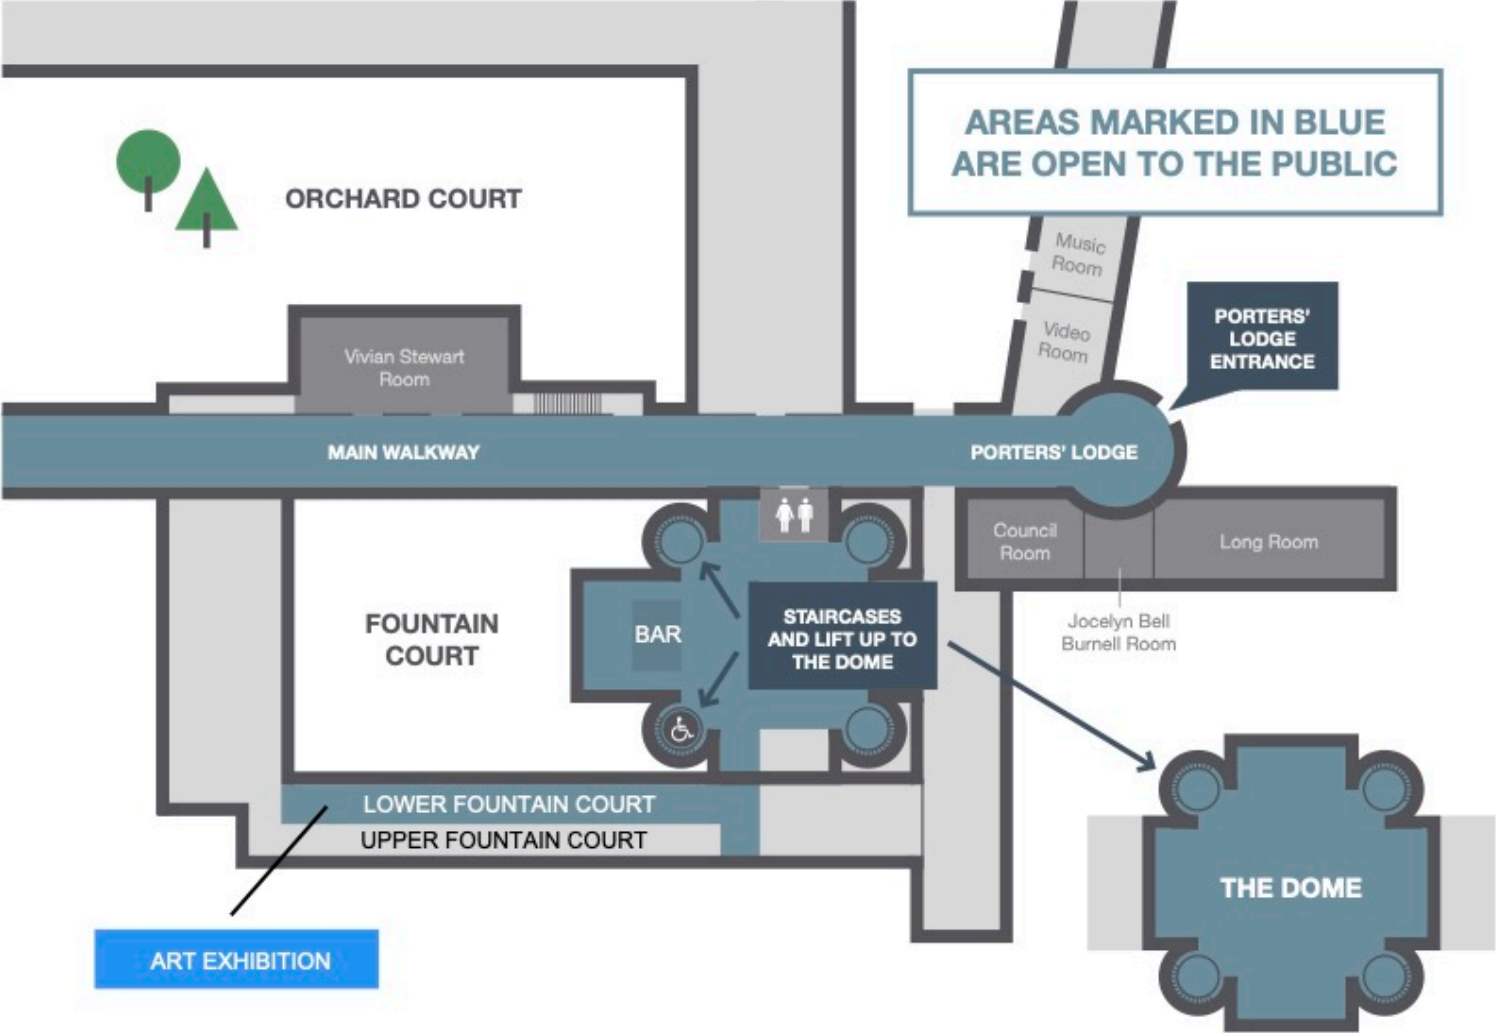 AREAS MARKED IN BLUE
ARE OPEN TO THE PUBLIC
ORCHARD COURT
Music
Room
Video
Room
PORTERS'
LODGE
ENTRANCE
Vivian Stewart
Room
MAIN WALKWAY
PORTERS' LODGE
Council
Room
Long Room
Jocelyn Bell
Burnell Room
FOUNTAIN
COURT
BAR
STAIRCASES
AND LIFT UP TO
THE DOME
LOWER FOUNTAIN COURT
UPPER FOUNTAIN COURT
THE DOME
ART EXHIBITION